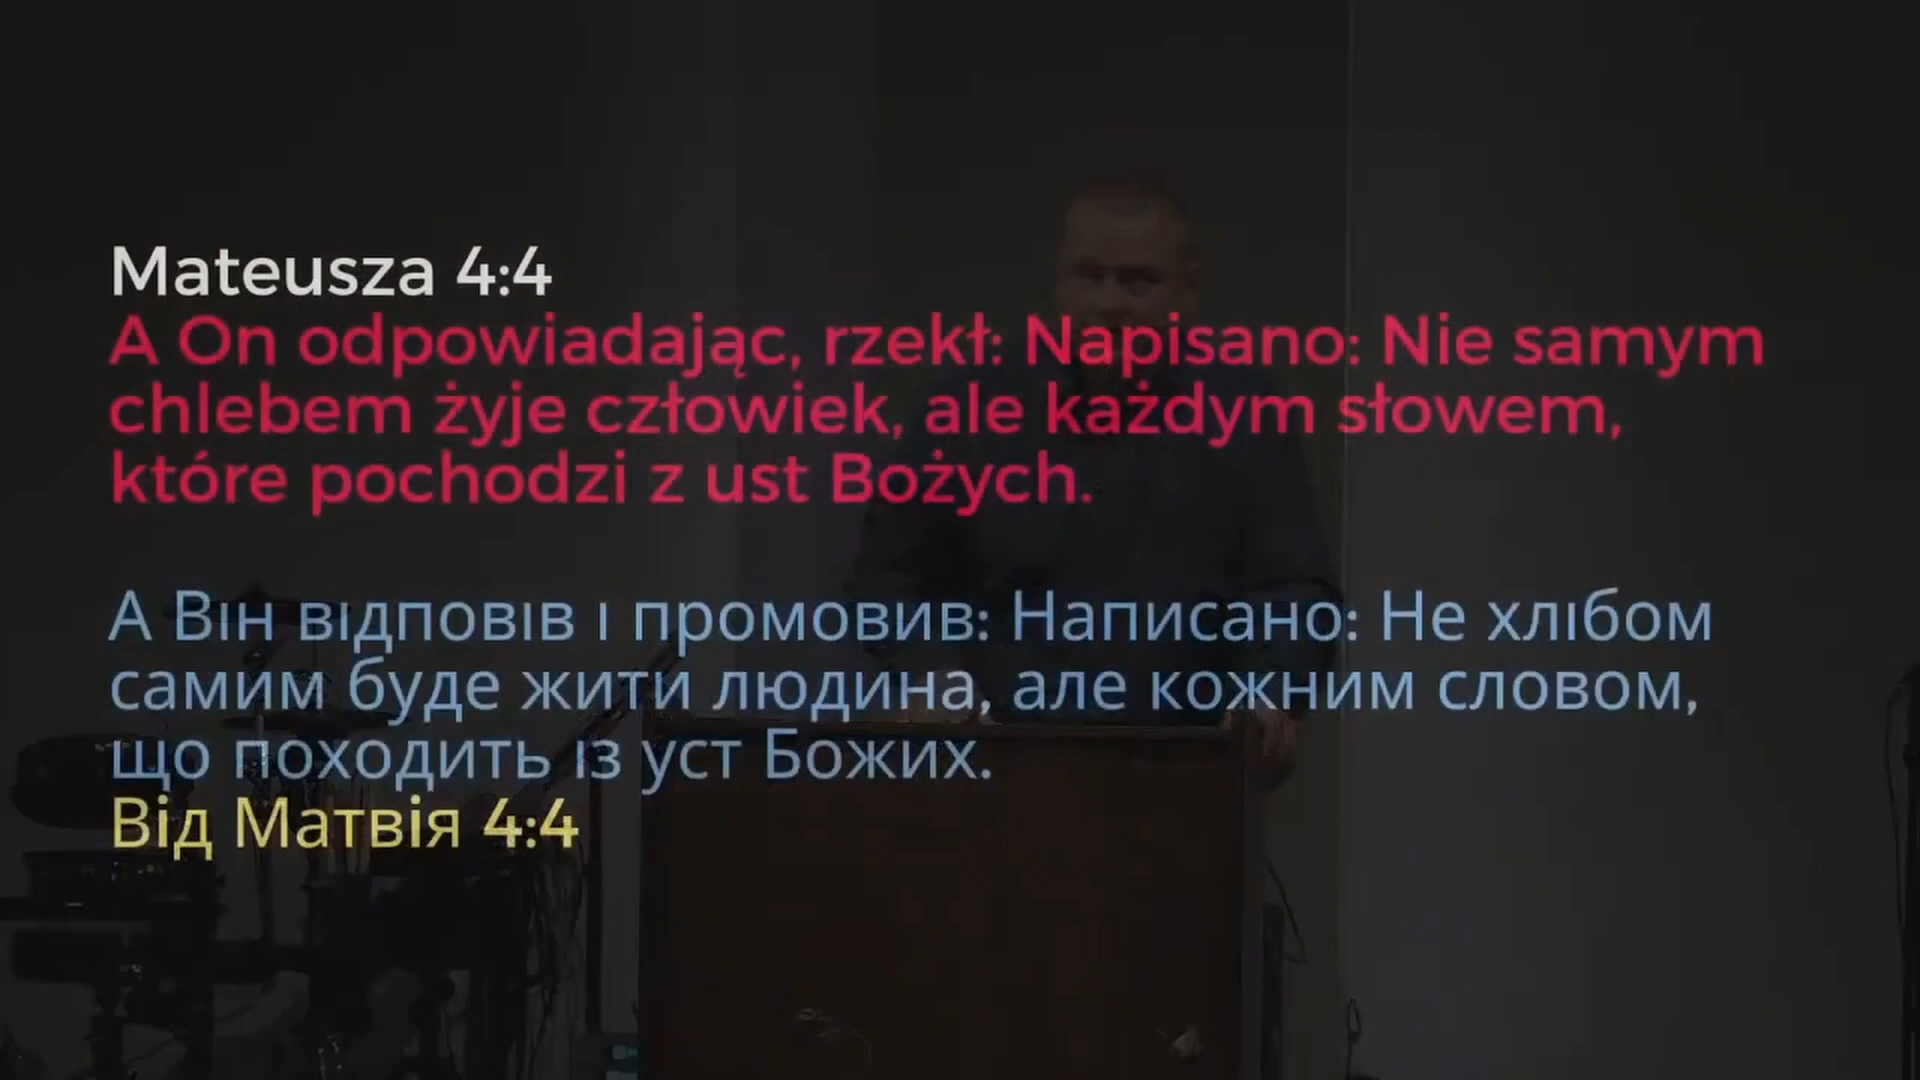 Mateusza 4:4
A On odpowiadając, rzekł: Napisano: Nie samym
chlebem żyje człowiek, ale każdym słowem,
które pochodzi z ust Bożych.
А Він відповів і промовив: Написано: Не хлібом
самим буде жити людина, але кожним словом,
що походить із уст Божих.
Від Матвія 4:4